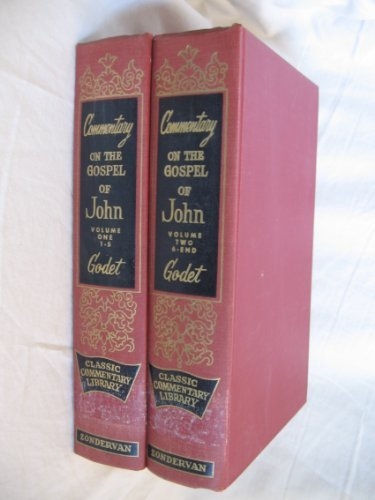 Commentary
ON THE
GOSPEL
OF
John
VOLUME
ONE
1-5
Godet
CLASSIC
COMMENTARY
LIBRARY
ZONDERVAN
Commentary
ON THE
GOSPEL
OF
John
VOLUME
TWO
6-END
Godet
CLASSIC
COMMENTARY
LIBRARY
ZONDERVAN